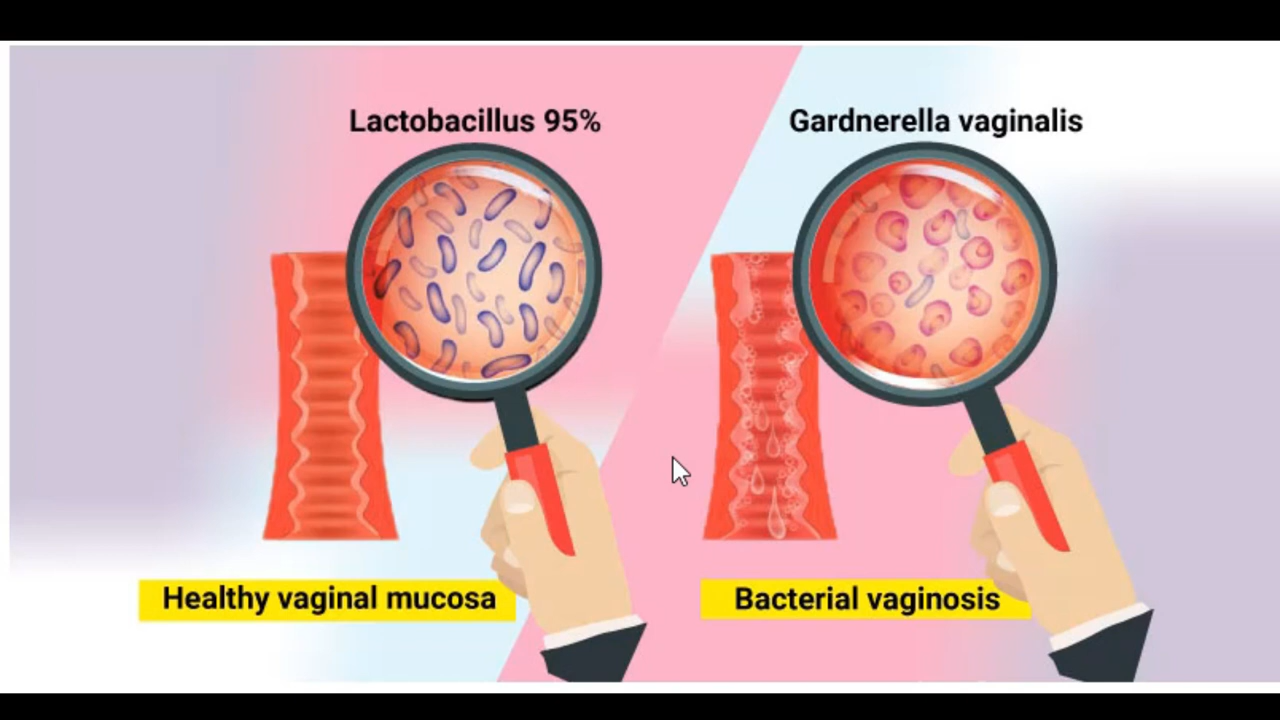 Lactobacillus 95%
Gardnerella vaginalis
Healthy vaginal mucosa
Bacterial vaginosis